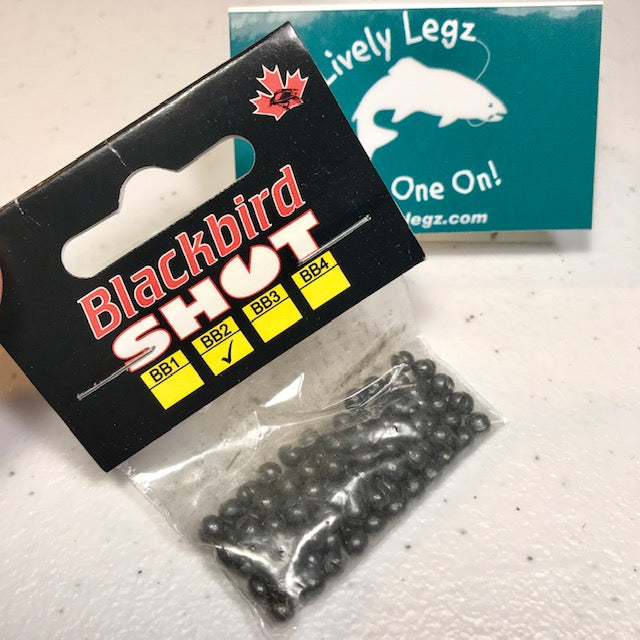 Blackbird
SHOT
BB1
BB2
BB3
BB4
✓
Lively Legz
One On!
legz.com